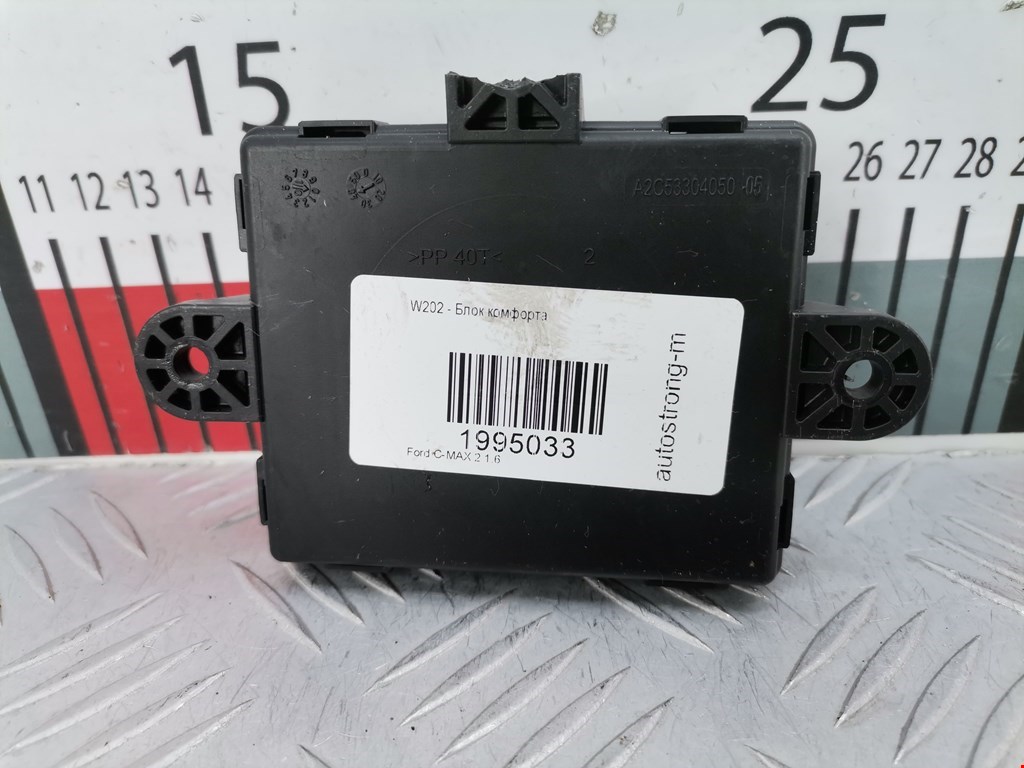 15
25
11 12 13 14
26 27 28 2
A2C53304050 -05
>PP 40T<
2
W202 - Блок комфорта
1995033
Ford C-MAX 2 1.6
autostrong-m